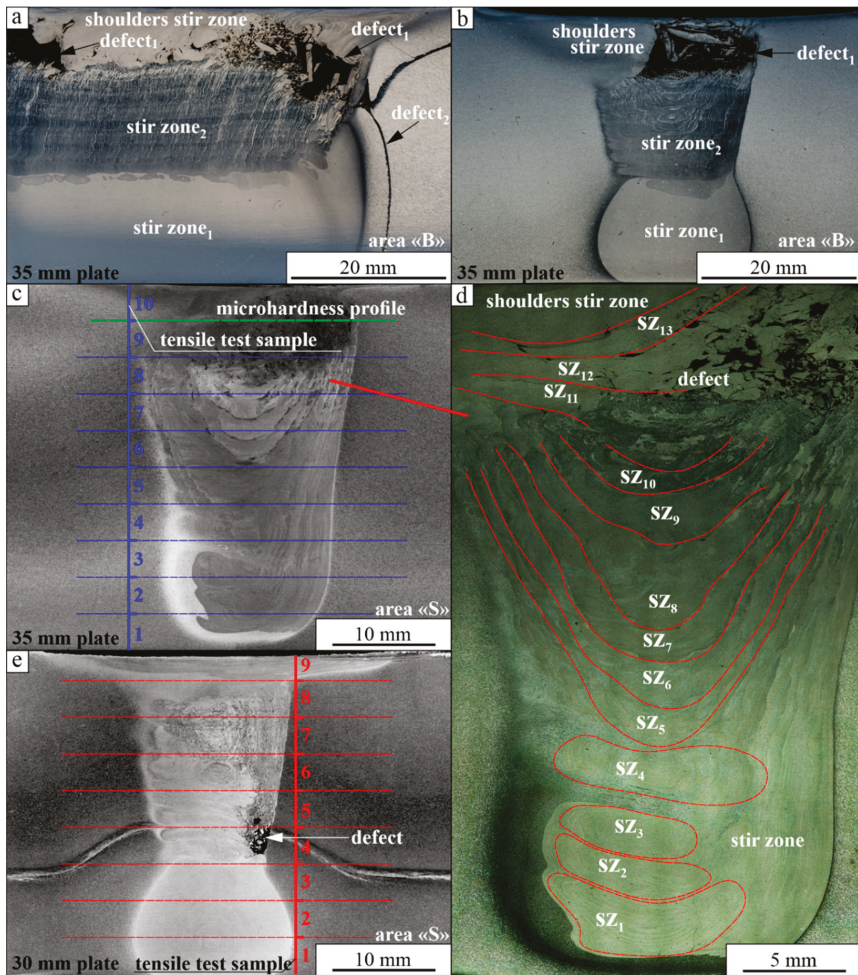 a
shoulders stir zone
defect₁
defect₁
defect₂
stir zone₂
stir zone₁
area «B»
35 mm plate
20 mm
b
shoulders
stir zone
defect₁
stir zone₂
stir zone₁
area «B»
35 mm plate
20 mm
c
10
microhardness profile
9
tensile test sample
8
7
6
5
4
3
2
1
area «S»
35 mm plate
10 mm
d
shoulders stir zone
SZ₁₃
SZ₁₂
defect
SZ₁₁
SZ₁₀
SZ₉
SZ₈
SZ₇
SZ₆
SZ₅
SZ₄
SZ₃
stir zone
SZ₂
SZ₁
5 mm
e
9
8
7
6
5
defect
4
3
2
area «S»
1
30 mm plate
tensile test sample
10 mm